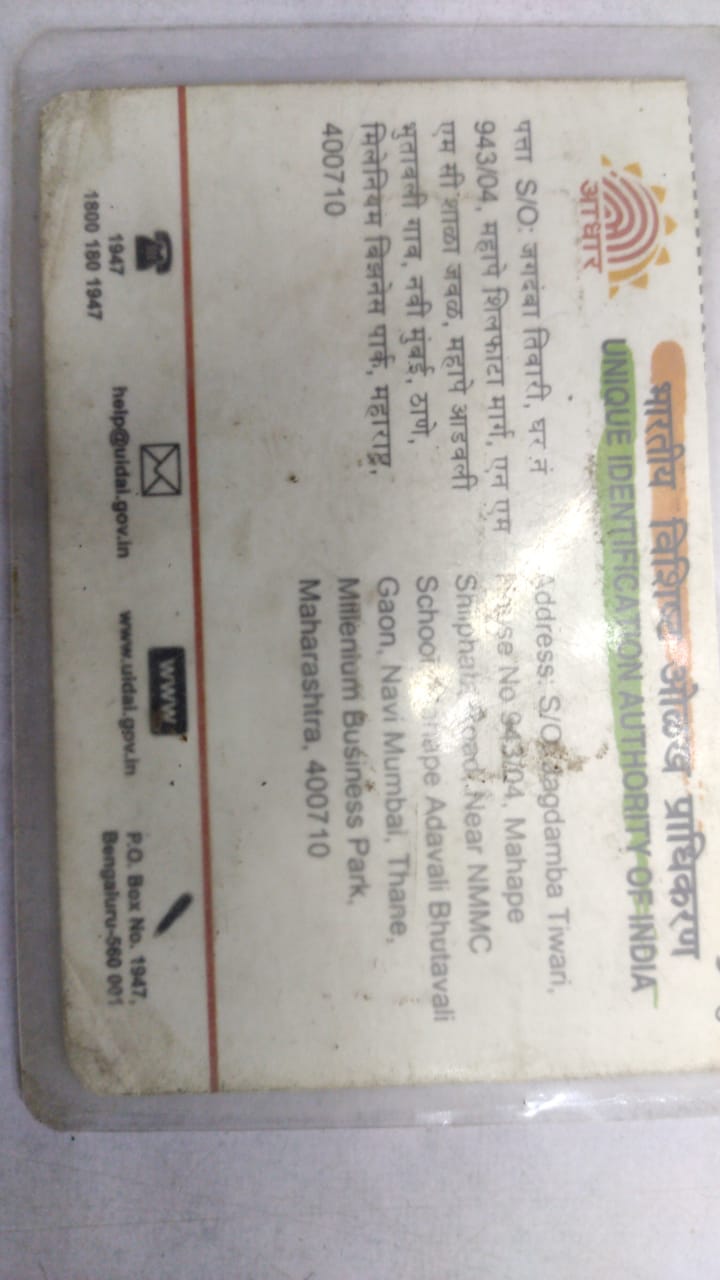 भारतीय विशिष्ट ओळख प्राधिकरण
UNIQUE IDENTIFICATION AUTHORITY OF INDIA
आधार
पत्ता S/O: जगदंबा तिवारी, घर नं
943/04, महापे शिलफाटा मार्ग, एन एम
एम सी शाळा जवळ, महापे आडवली
भुतावली गाव, नवी मुंबई, ठाणे,
मिलेनियम बिझनेस पार्क, महाराष्ट्र,
400710
Address: S/O Jagdamba Tiwari,
House No 943/04, Mahape
Shilphata Road, Near NMMC
School Mahape Adavali Bhutavali
Gaon, Navi Mumbai, Thane,
Millenium Business Park,
Maharashtra, 400710
1947
1800 180 1947
help@uidai.gov.in
WWW
www.uidai.gov.in
P.O. Box No. 1947,
Bengaluru-560 001